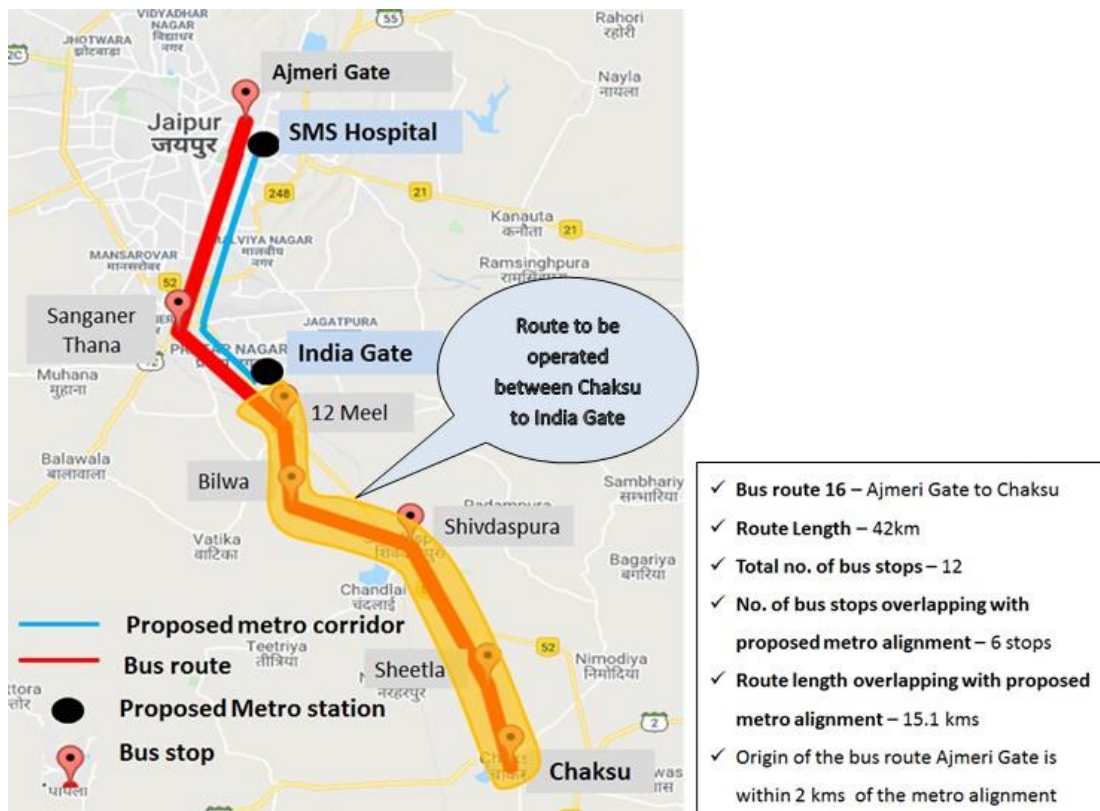 VIDYADHAR
NAGAR
विद्याधर
नगर
JHOTWARA
झोटवाड़ा
55
Rahori
रहोरी
Ajmeri Gate
Nayla
नायला
Jaipur
जयपुर
SMS Hospital
248
21
Kanauta
कनौता
21
MALVIYA NAGAR
मालवीय
नगर
MANSAROVAR
मानसरोवर
Ramsinghpura
52
Sanganer
Thana
JAGATPURA
Route to be
operated
between Chaksu
to India Gate
India Gate
Muhana
मुहाना
12 Meel
Balawala
बालावाला
Bilwa
Sambhariy
सम्भारिया
Shivdaspura
Vatika
वाटिका
Bagariya
बगरिया
Chandlai
चंदलाई
Proposed metro corridor
Teetriya
तीत्रिया
52
Nimodiya
निमोदिया
Bus route
Sheetla
नरहरपुर
Proposed Metro station
2
Bus stop
Chaksu
✓ Bus route 16 – Ajmeri Gate to Chaksu
✓ Route Length – 42km
✓ Total no. of bus stops – 12
✓ No. of bus stops overlapping with
proposed metro alignment – 6 stops
✓ Route length overlapping with proposed
metro alignment – 15.1 kms
✓ Origin of the bus route Ajmeri Gate is
within 2 kms of the metro alignment